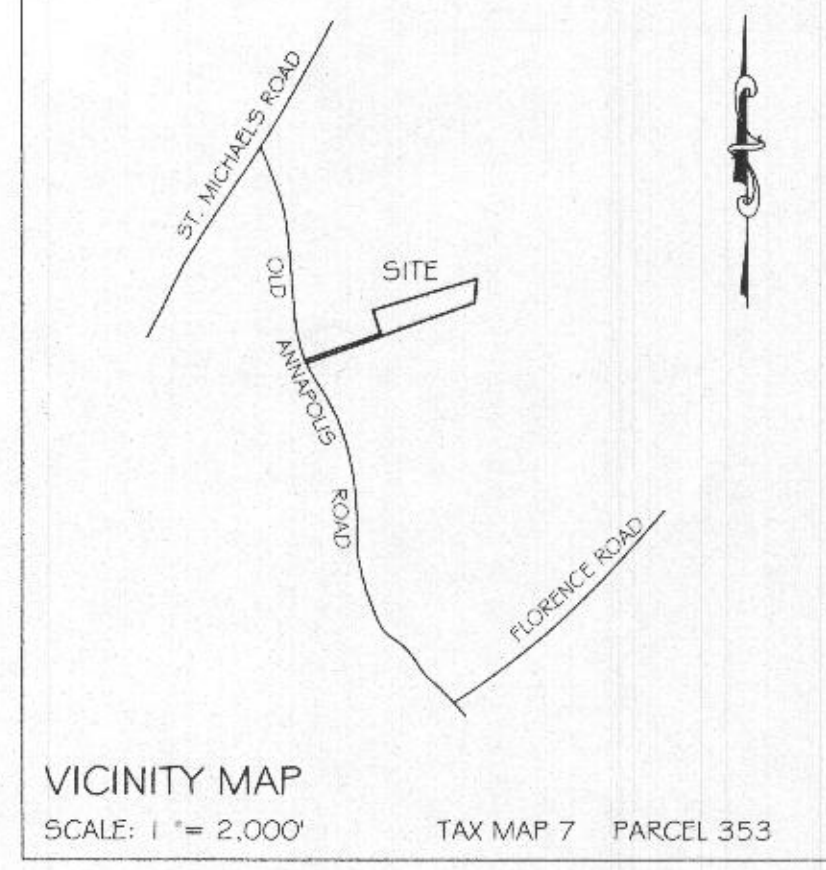 ST. MICHAEL'S ROAD
OLD
SITE
ANNAPOLIS
ROAD
FLORENCE ROAD
VICINITY MAP
SCALE: 1 "= 2,000'
TAX MAP 7 PARCEL 353